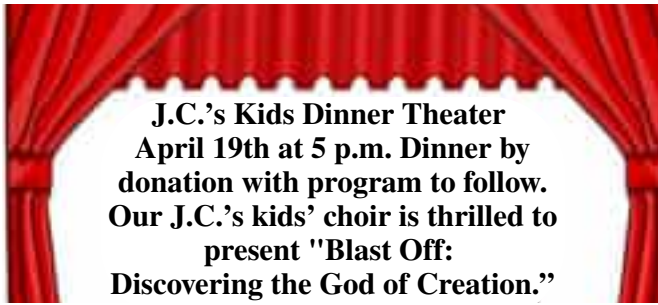 J.C.’s Kids Dinner Theater
April 19th at 5 p.m. Dinner by
donation with program to follow.
Our J.C.’s kids’ choir is thrilled to
present "Blast Off:
Discovering the God of Creation.”